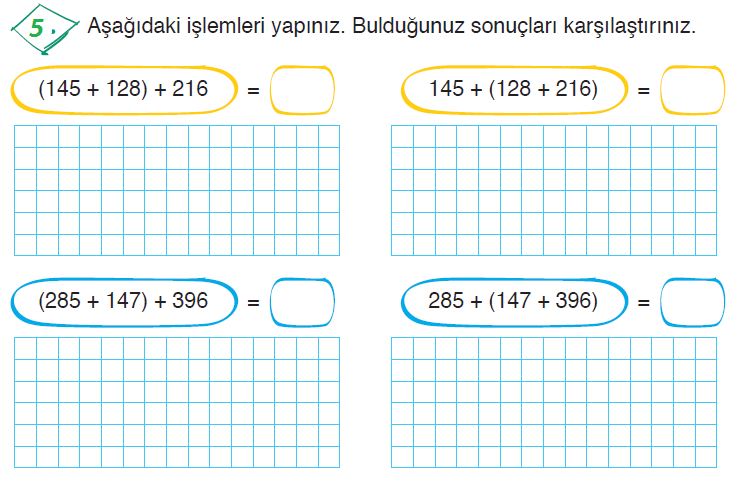 5. Aşağıdaki işlemleri yapınız. Bulduğunuz sonuçları karşılaştırınız.
(145 + 128) + 216 =
145 + (128 + 216) =
(285 + 147) + 396 =
285 + (147 + 396) =